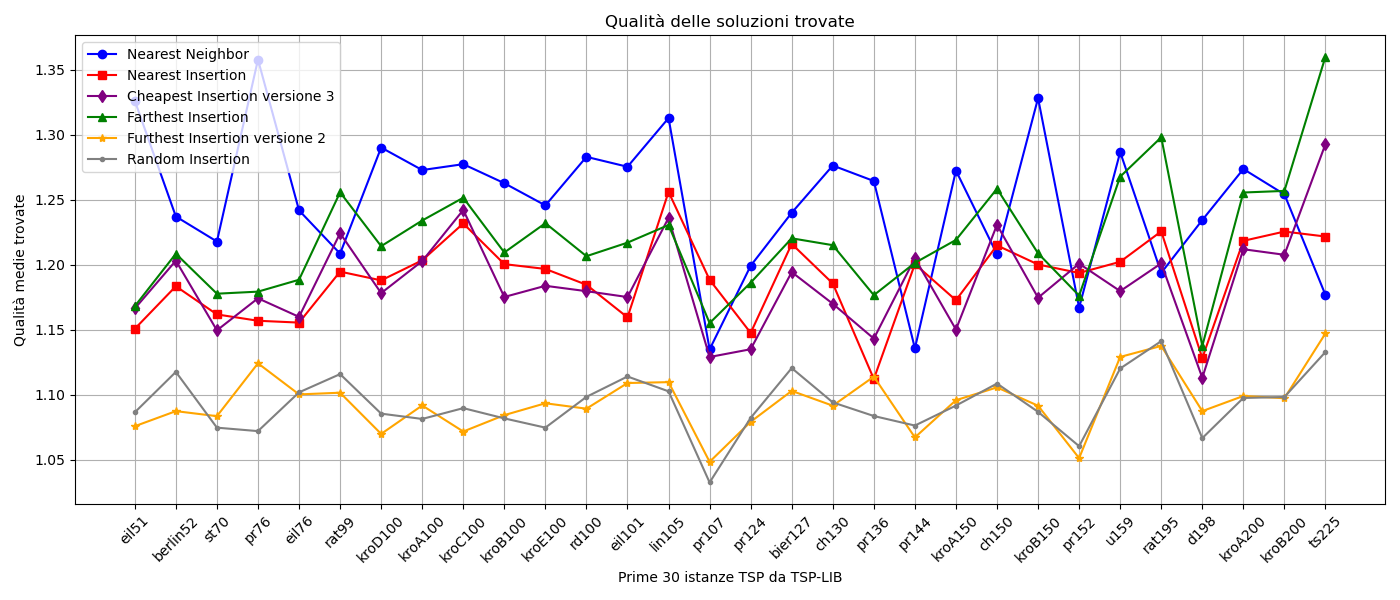 Qualità delle soluzioni trovate
Nearest Neighbor
Nearest Insertion
Cheapest Insertion versione 3
Farthest Insertion
Furthest Insertion versione 2
Random Insertion
Qualità medie trovate
1.35
1.30
1.25
1.20
1.15
1.10
1.05
eil51
berlin52
st70
pr76
eil76
rat99
kroD100
kroA100
kroC100
kroB100
kroE100
rd100
eil101
lin105
pr107
pr124
bier127
ch130
pr136
pr144
kroA150
ch150
kroB150
pr152
u159
rat195
d198
kroA200
kroB200
ts225
Prime 30 istanze TSP da TSP-LIB